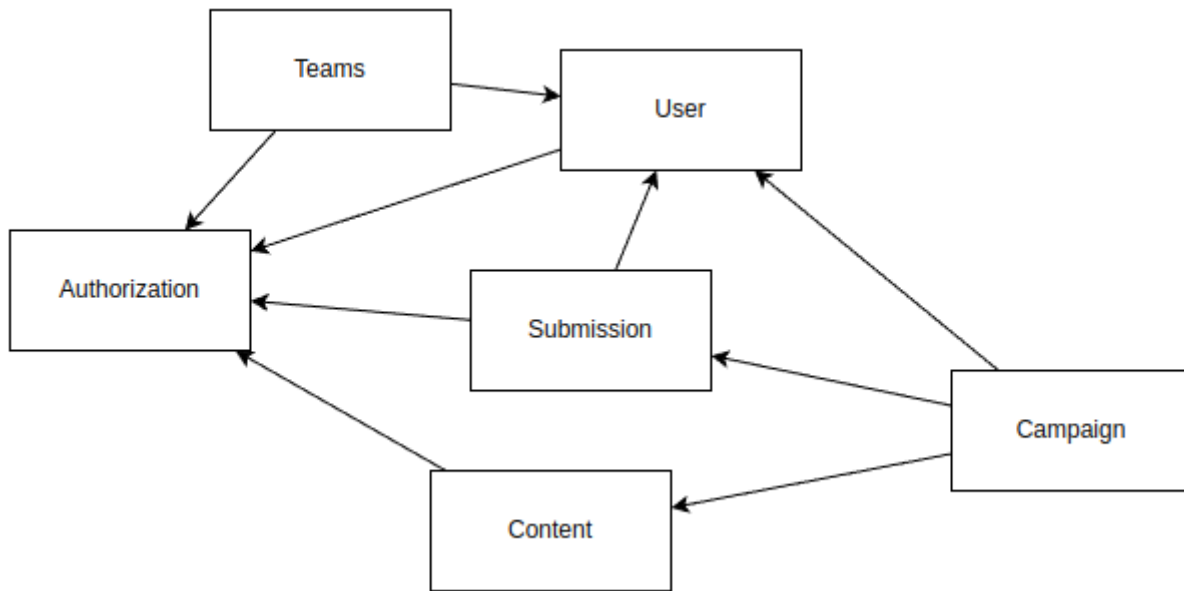 Teams
User
Authorization
Submission
Campaign
Content